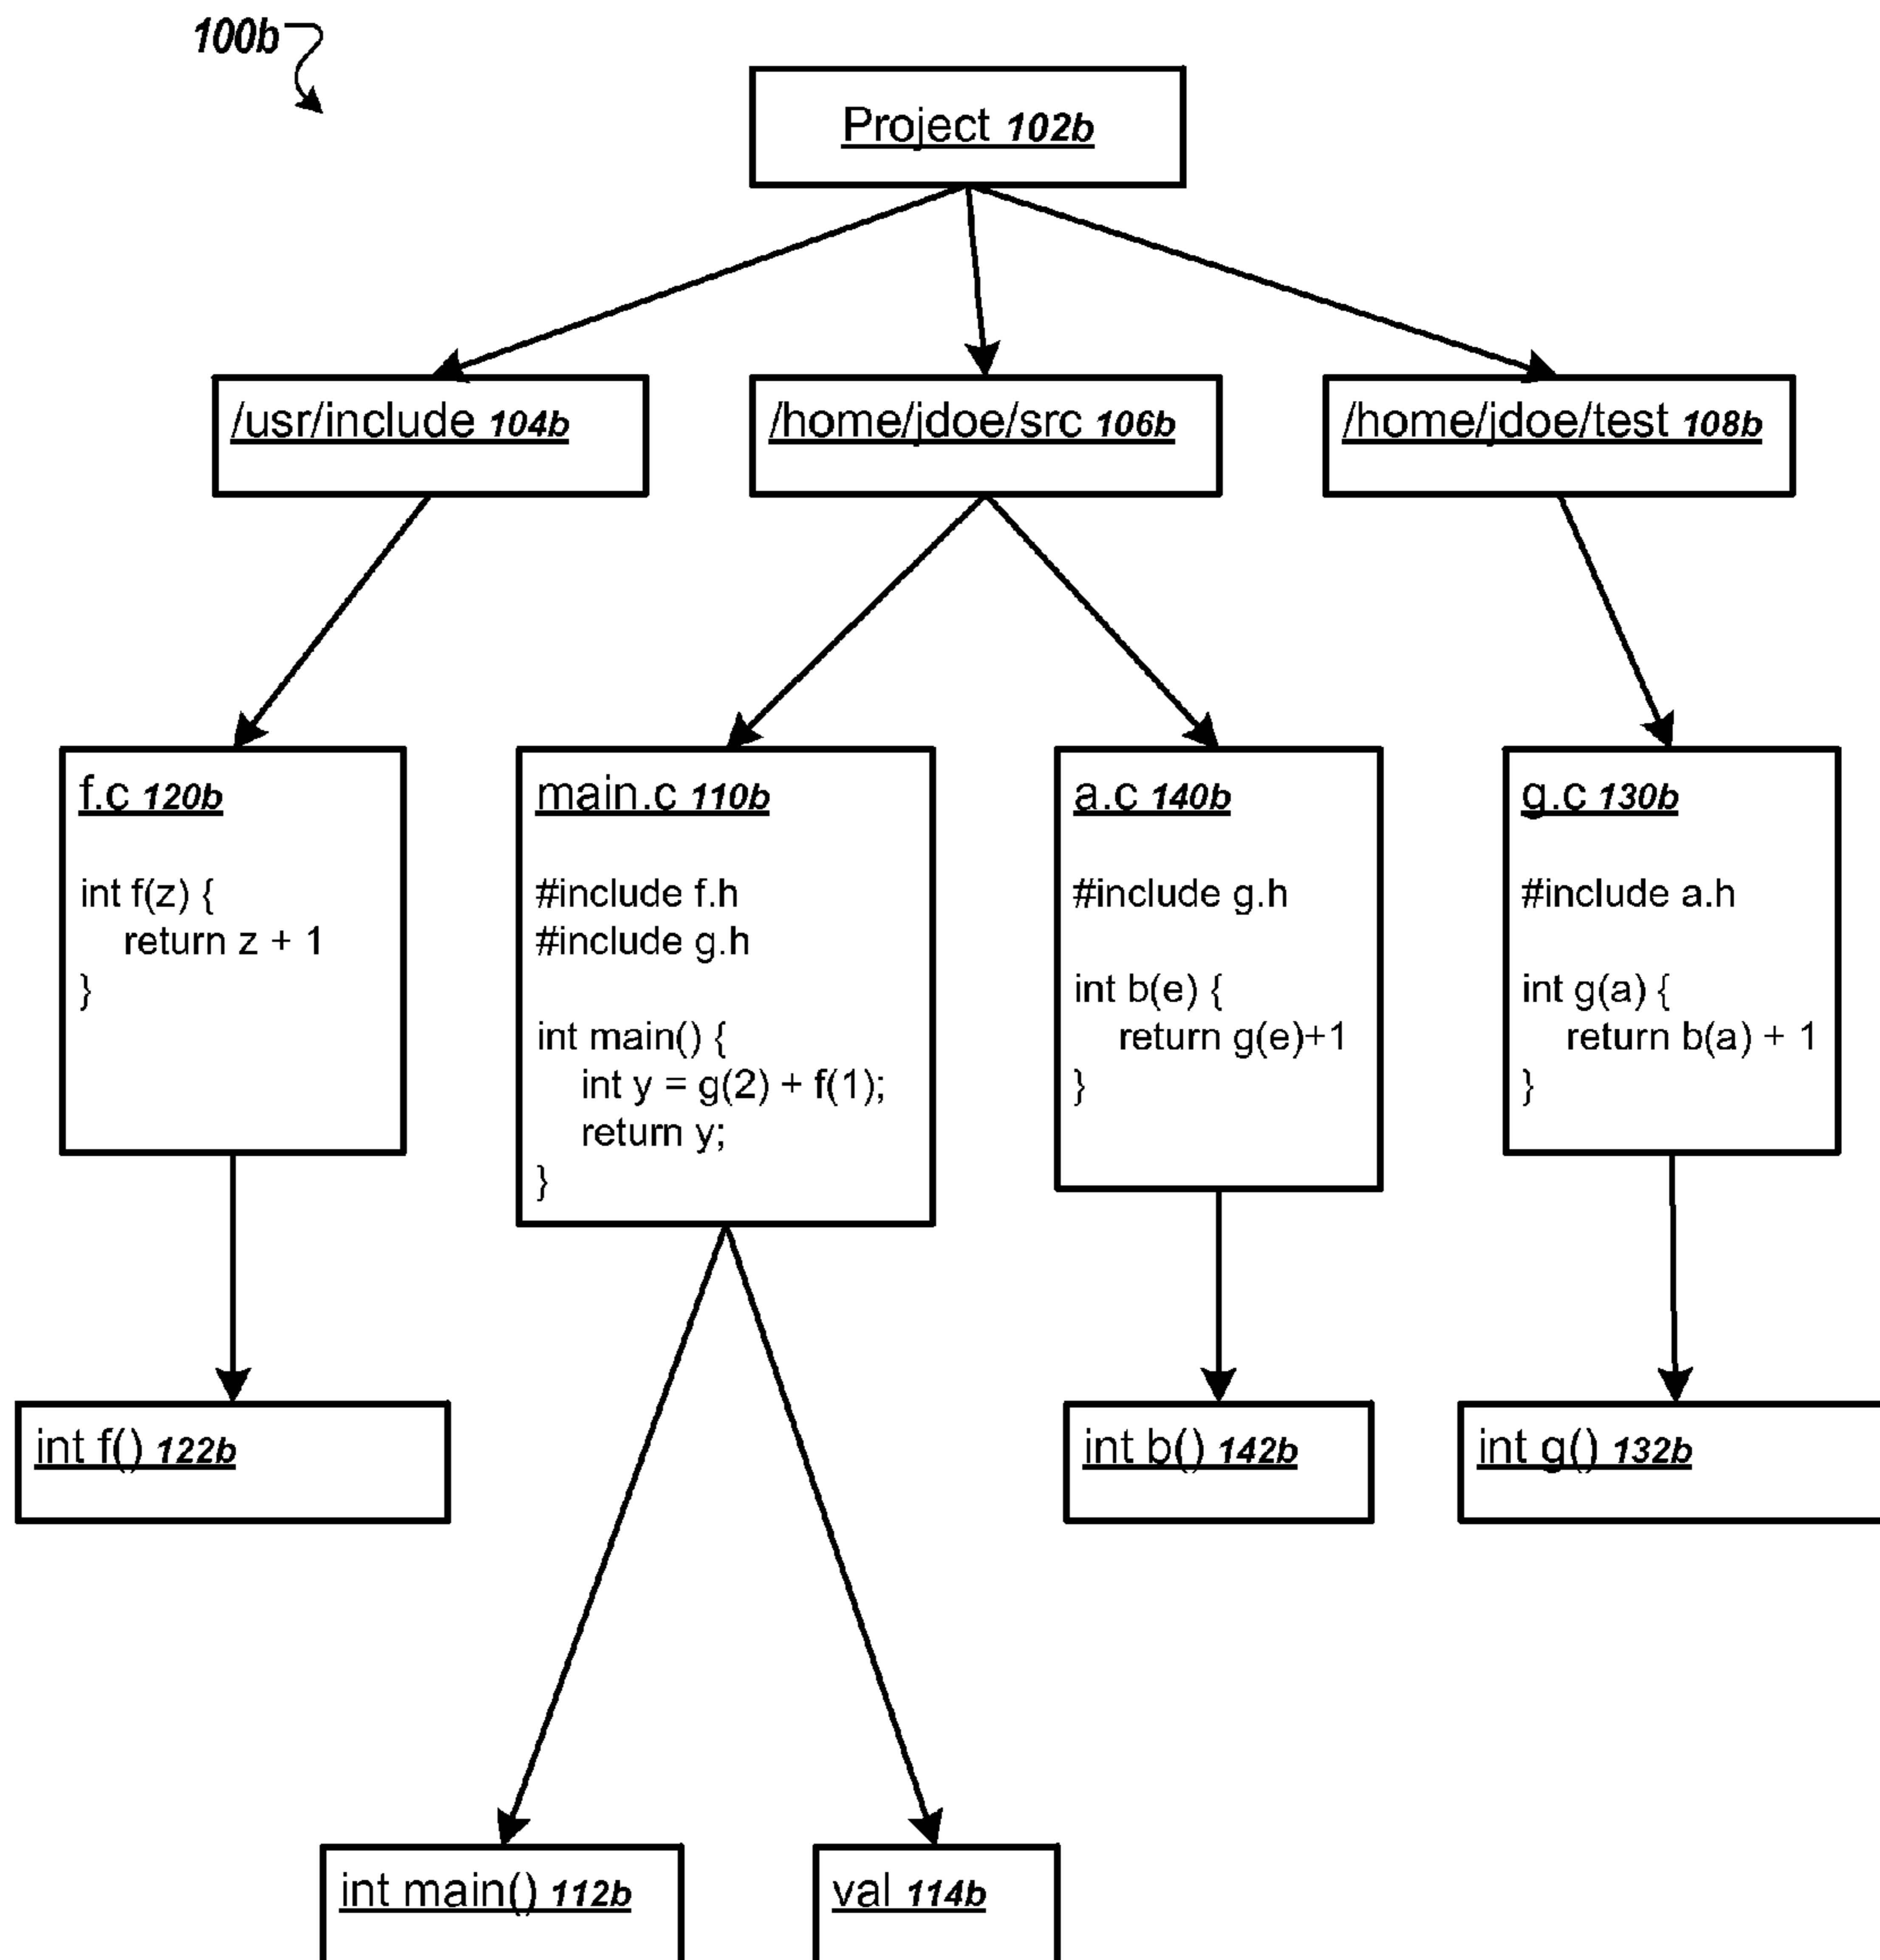 100b
Project 102b
/usr/include 104b
/home/jdoe/src 106b
/home/jdoe/test 108b
f.c 120b
int f(z) {
return z + 1
}
main.c 110b
#include f.h
#include g.h
int main() {
int y = g(2) + f(1);
return y;
}
a.c 140b
#include g.h
int b(e) {
return g(e)+1
}
g.c 130b
#include a.h
int g(a) {
return b(a) + 1
}
int f() 122b
int b() 142b
int g() 132b
int main() 112b
val 114b